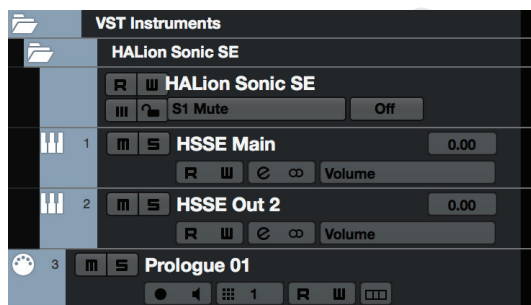 VST Instruments
HALion Sonic SE
R W HALion Sonic SE
S1 Mute Off
1 m S HSSE Main 0.00
R W e Volume
2 m S HSSE Out 2 0.00
R W e Volume
3 m S Prologue 01
1 R W